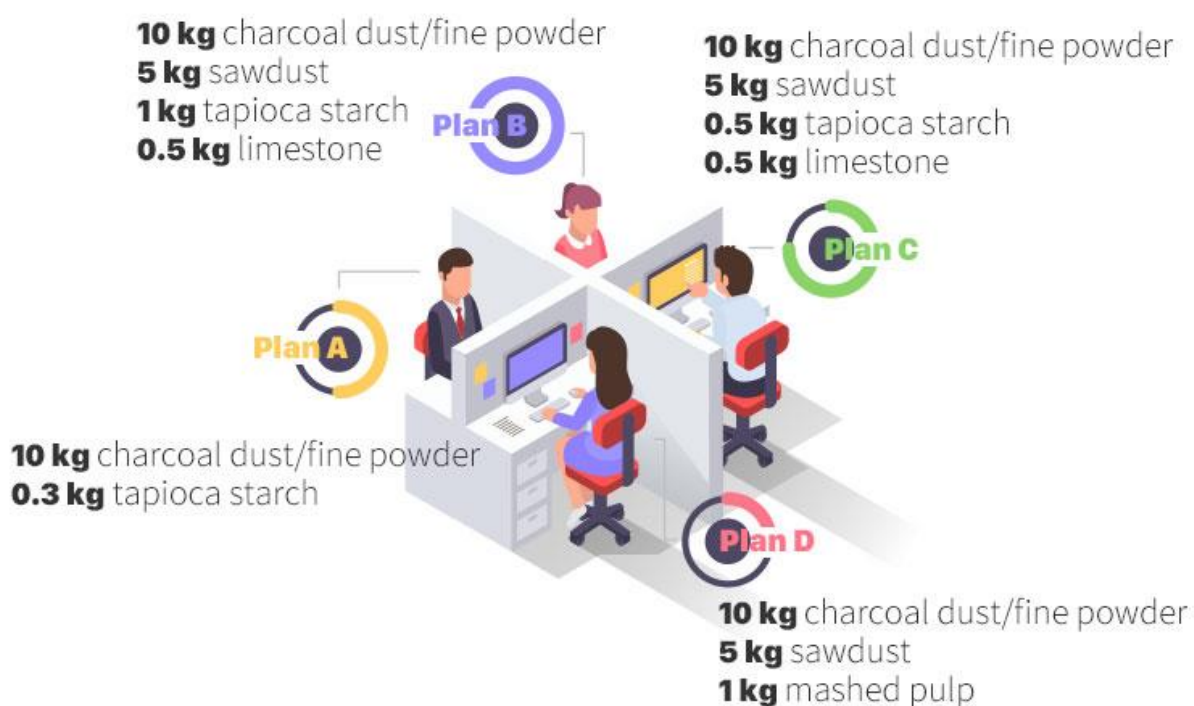 10 kg charcoal dust/fine powder
5 kg sawdust
1 kg tapioca starch
0.5 kg limestone
Plan B
10 kg charcoal dust/fine powder
5 kg sawdust
0.5 kg tapioca starch
0.5 kg limestone
Plan C
Plan A
10 kg charcoal dust/fine powder
0.3 kg tapioca starch
Plan D
10 kg charcoal dust/fine powder
5 kg sawdust
1 kg mashed pulp